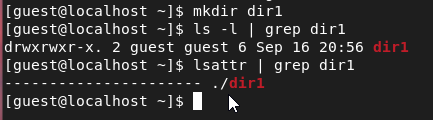 [guest@localhost ~]$ mkdir dir1
[guest@localhost ~]$ ls -l | grep dir1
drwxrwxr-x. 2 guest guest 6 Sep 16 20:56 dir1
[guest@localhost ~]$ lsattr | grep dir1
---------------------- ./dir1
[guest@localhost ~]$